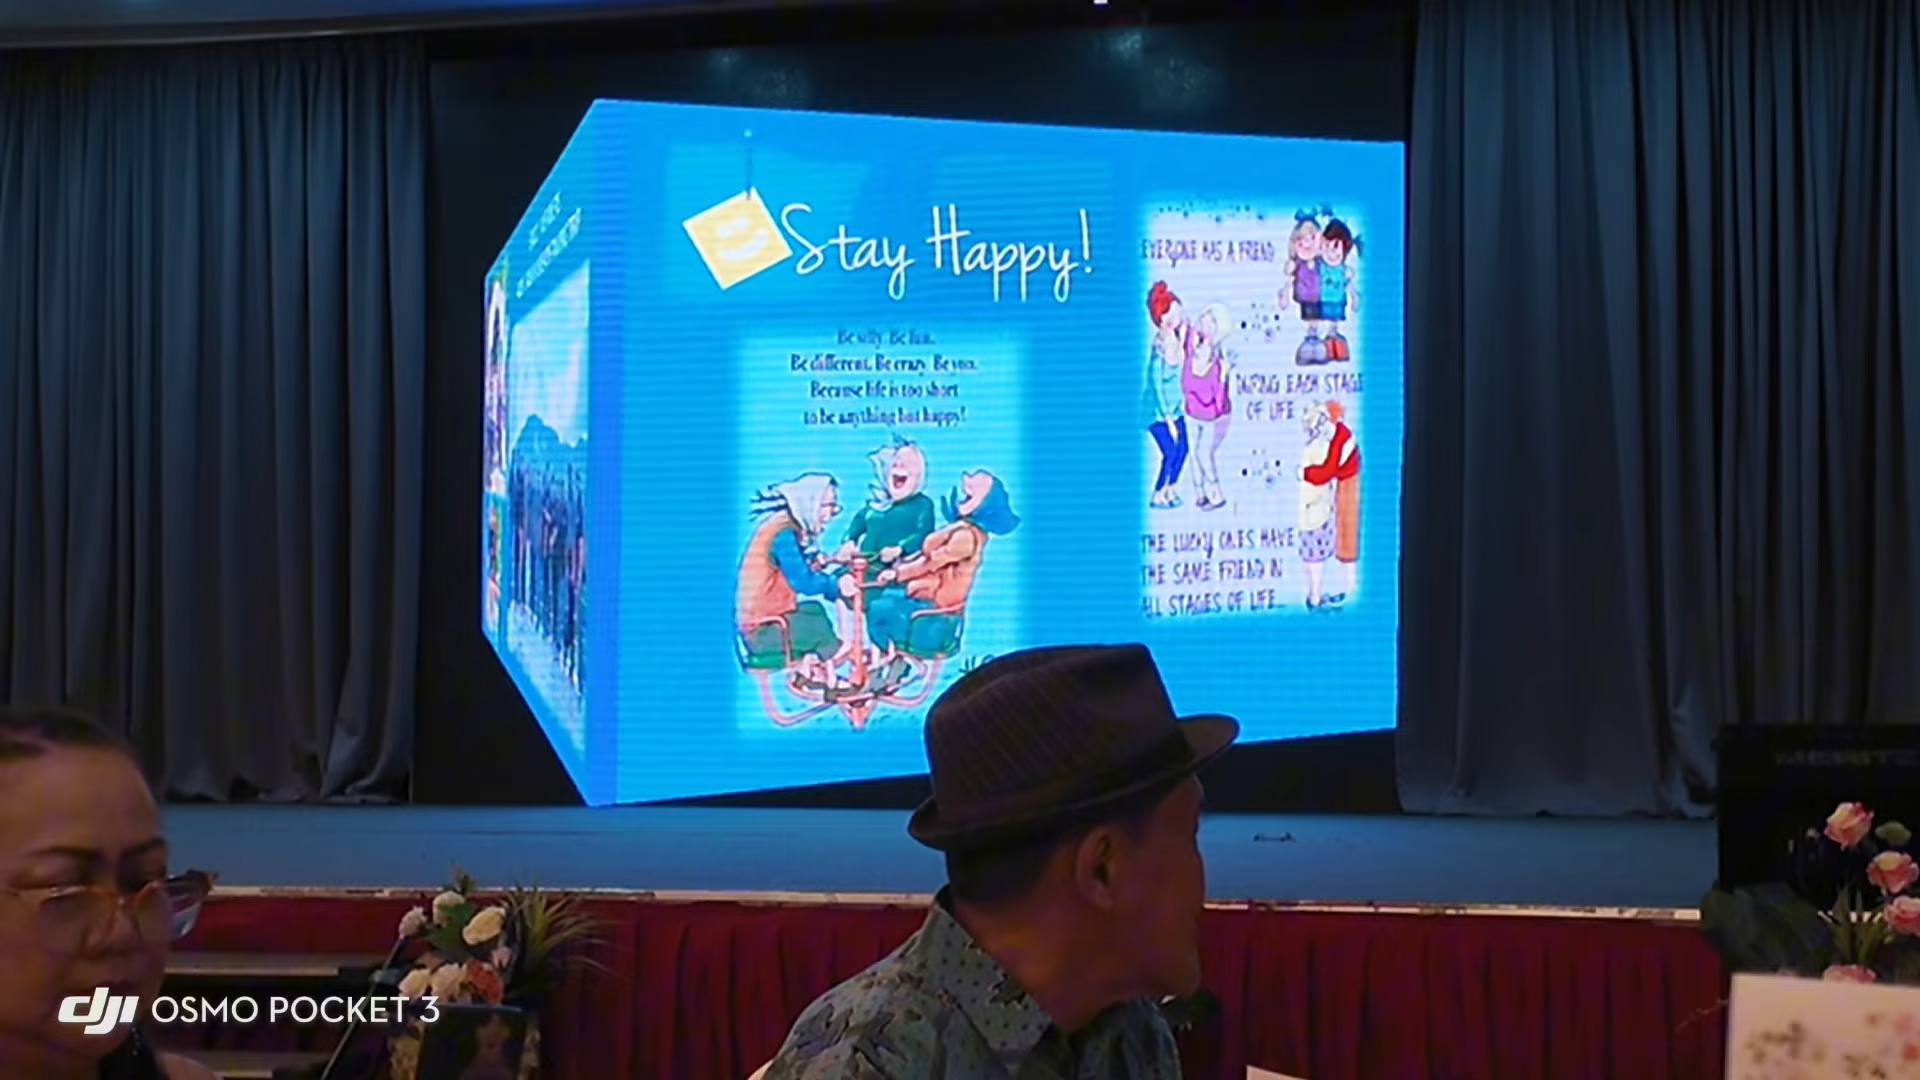 Stay Happy!
Be silly. Be fun.
Be different. Be crazy. Be you.
Because life is too short
to be anything but happy!
EVERYONE HAS A FRIEND
DURING EACH STAGE
OF LIFE
THE LUCKY ONES HAVE
THE SAME FRIEND IN
ALL STAGES OF LIFE...
dji OSMO POCKET 3